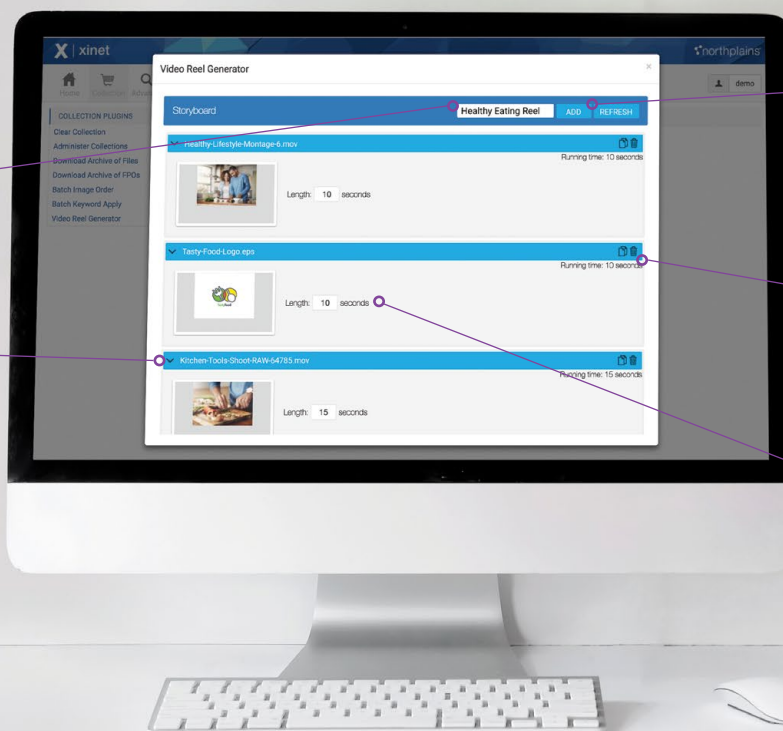 X | xinet
northplains
Home
Collection
demo
COLLECTION PLUGINS
Clear Collection
Administer Collections
Download Archive of Files
Download Archive of FPOs
Batch Image Order
Batch Keyword Apply
Video Reel Generator
Video Reel Generator
×
Storyboard
Healthy Eating Reel
ADD
REFRESH
Healthy-Lifestyle-Montage-6.mov
Running time: 10 seconds
Length: 10 seconds
Tasty-Food-Logo.eps
Running time: 10 seconds
Length: 10 seconds
Kitchen-Tools-Shoot-RAW-64785.mov
Running time: 15 seconds
Length: 15 seconds